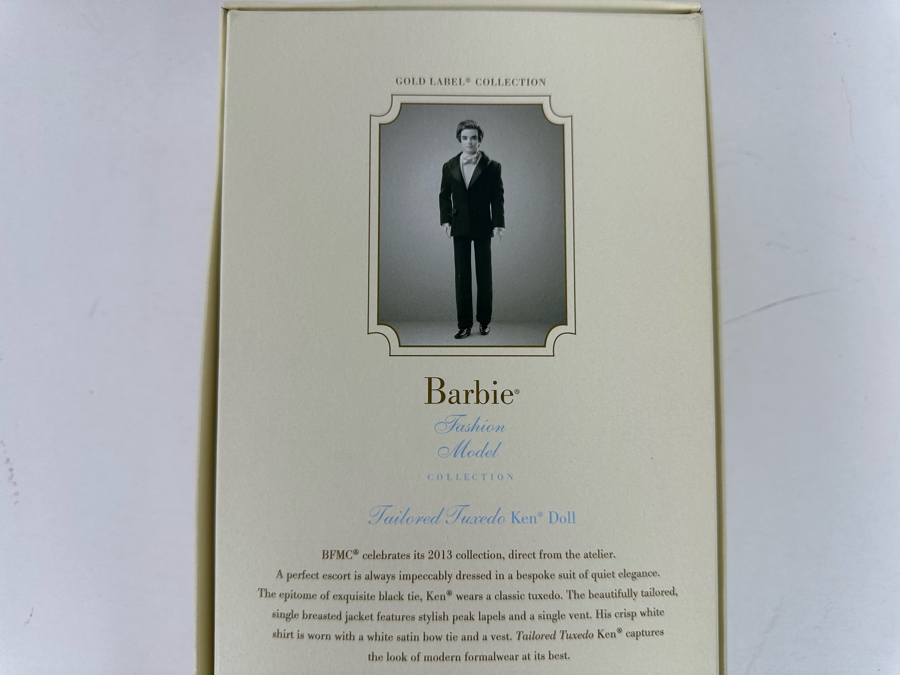 GOLD LABEL® COLLECTION
Barbie®
Fashion
Model
COLLECTION
Tailored Tuxedo Ken® Doll
BFMC® celebrates its 2013 collection, direct from the atelier.
A perfect escort is always impeccably dressed in a bespoke suit of quiet elegance.
The epitome of exquisite black tie, Ken® wears a classic tuxedo. The beautifully tailored,
single breasted jacket features stylish peak lapels and a single vent. His crisp white
shirt is worn with a white satin bow tie and a vest. Tailored Tuxedo Ken® captures
the look of modern formalwear at its best.